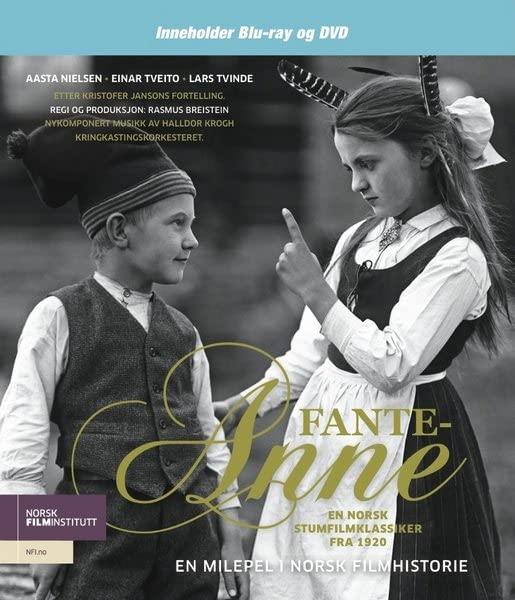 Inneholder Blu-ray og DVD
AASTA NIELSEN • EINAR TVEITO • LARS TVINDE
ETTER KRISTOFER JANSONS FORTELLING.
REGI OG PRODUKSJON: RASMUS BREISTEIN
NYKOMPONERT MUSIKK AV HALLDOR KROGH
KRINGKASTINGSORKESTERET.
FANTE-
Anne
EN NORSK
STUMFILMKLASSIKER
FRA 1920
NORSK
FILMINSTITUTT
NFI.no
EN MILEPEL I NORSK FILMHISTORIE